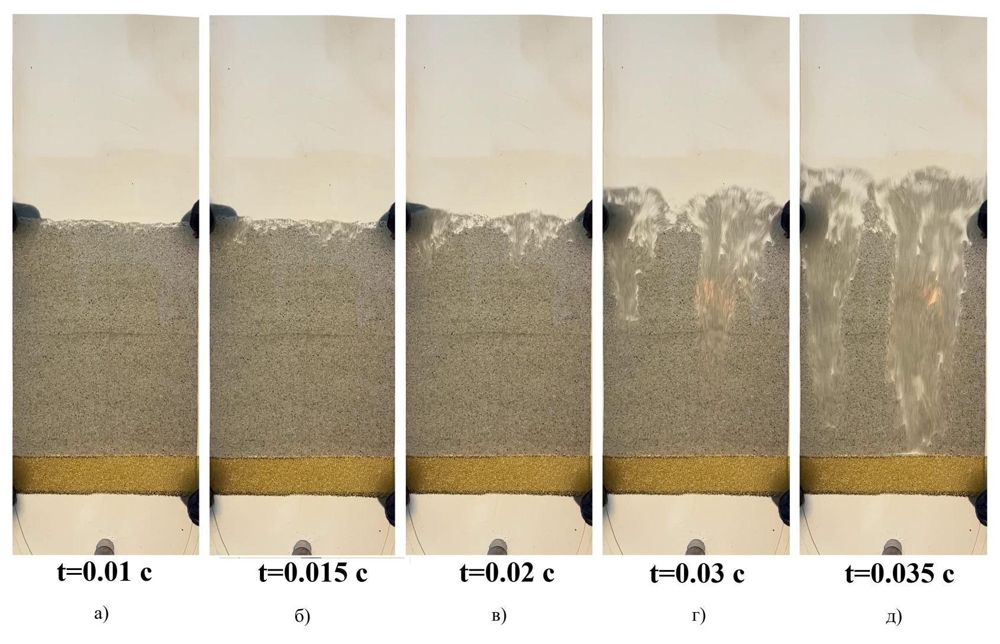 t=0.01 с t=0.015 с t=0.02 с t=0.03 с t=0.035 с
а) б) в) г) д)